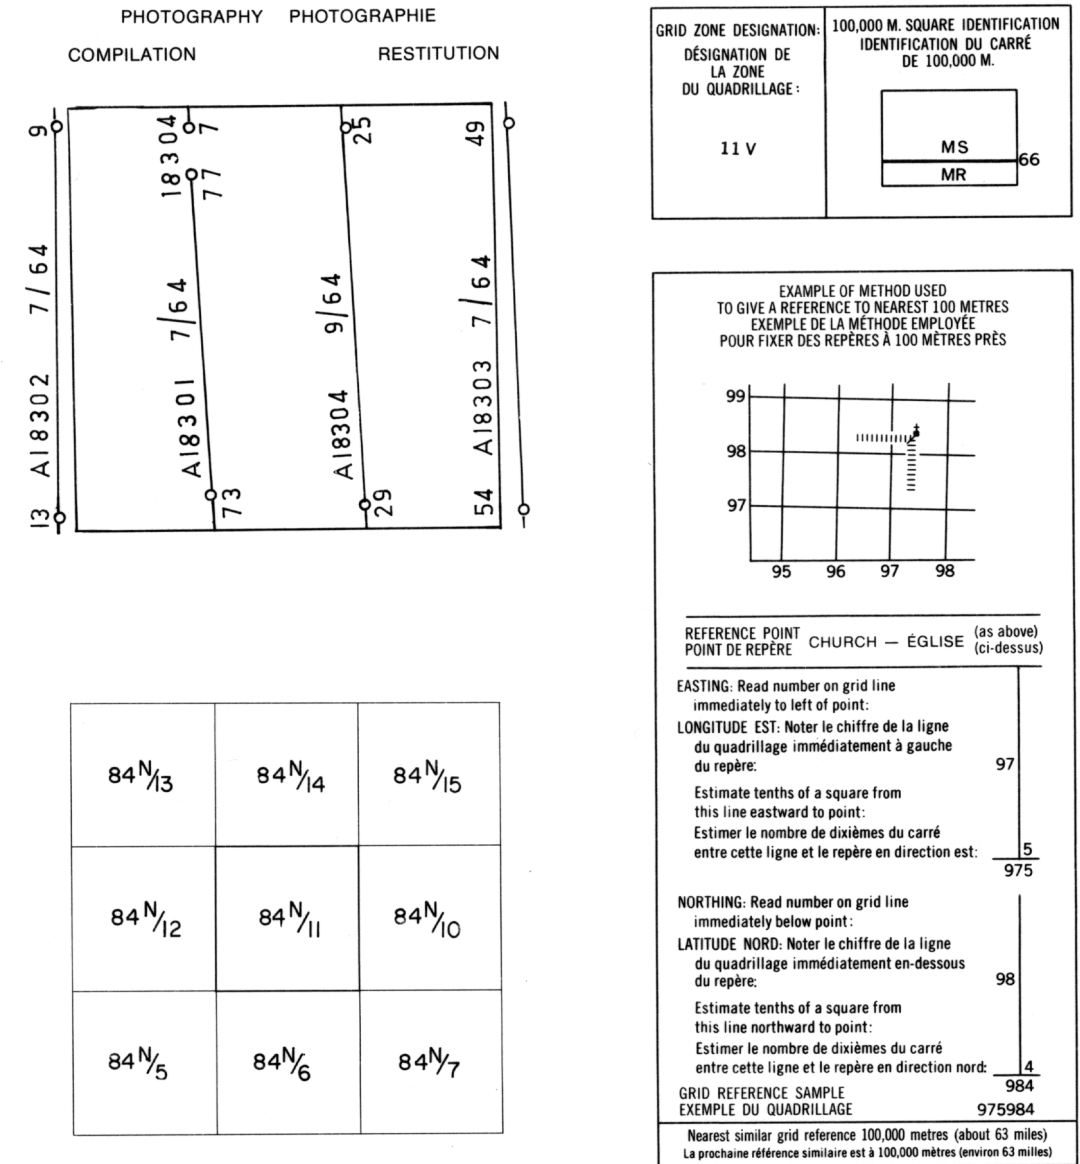 PHOTOGRAPHY PHOTOGRAPHIE
COMPILATION RESTITUTION
9
13
A18302 7/64
18304
7
77
A18301 7/64
73
25
A18304 9/64
29
49
A18303 7/64
54
84 N/13
84 N/14
84 N/15
84 N/12
84 N/11
84 N/10
84 N/5
84 N/6
84 N/7
GRID ZONE DESIGNATION:
DÉSIGNATION DE
LA ZONE
DU QUADRILLAGE :
11 V
100,000 M. SQUARE IDENTIFICATION
IDENTIFICATION DU CARRÉ
DE 100,000 M.
MS
66
MR
EXAMPLE OF METHOD USED
TO GIVE A REFERENCE TO NEAREST 100 METRES
EXEMPLE DE LA MÉTHODE EMPLOYÉE
POUR FIXER DES REPÈRES À 100 MÈTRES PRÈS
99
98
97
95 96 97 98
REFERENCE POINT
POINT DE REPÈRE
CHURCH — ÉGLISE
(as above)
(ci-dessus)
EASTING: Read number on grid line
immediately to left of point:
LONGITUDE EST: Noter le chiffre de la ligne
du quadrillage immédiatement à gauche
du repère: 97
Estimate tenths of a square from
this line eastward to point:
Estimer le nombre de dixièmes du carré
entre cette ligne et le repère en direction est: 5
975
NORTHING: Read number on grid line
immediately below point:
LATITUDE NORD: Noter le chiffre de la ligne
du quadrillage immédiatement en-dessous
du repère: 98
Estimate tenths of a square from
this line northward to point:
Estimer le nombre de dixièmes du carré
entre cette ligne et le repère en direction nord: 4
984
GRID REFERENCE SAMPLE
EXEMPLE DU QUADRILLAGE 975984
Nearest similar grid reference 100,000 metres (about 63 miles)
La prochaine référence similaire est à 100,000 mètres (environ 63 milles)